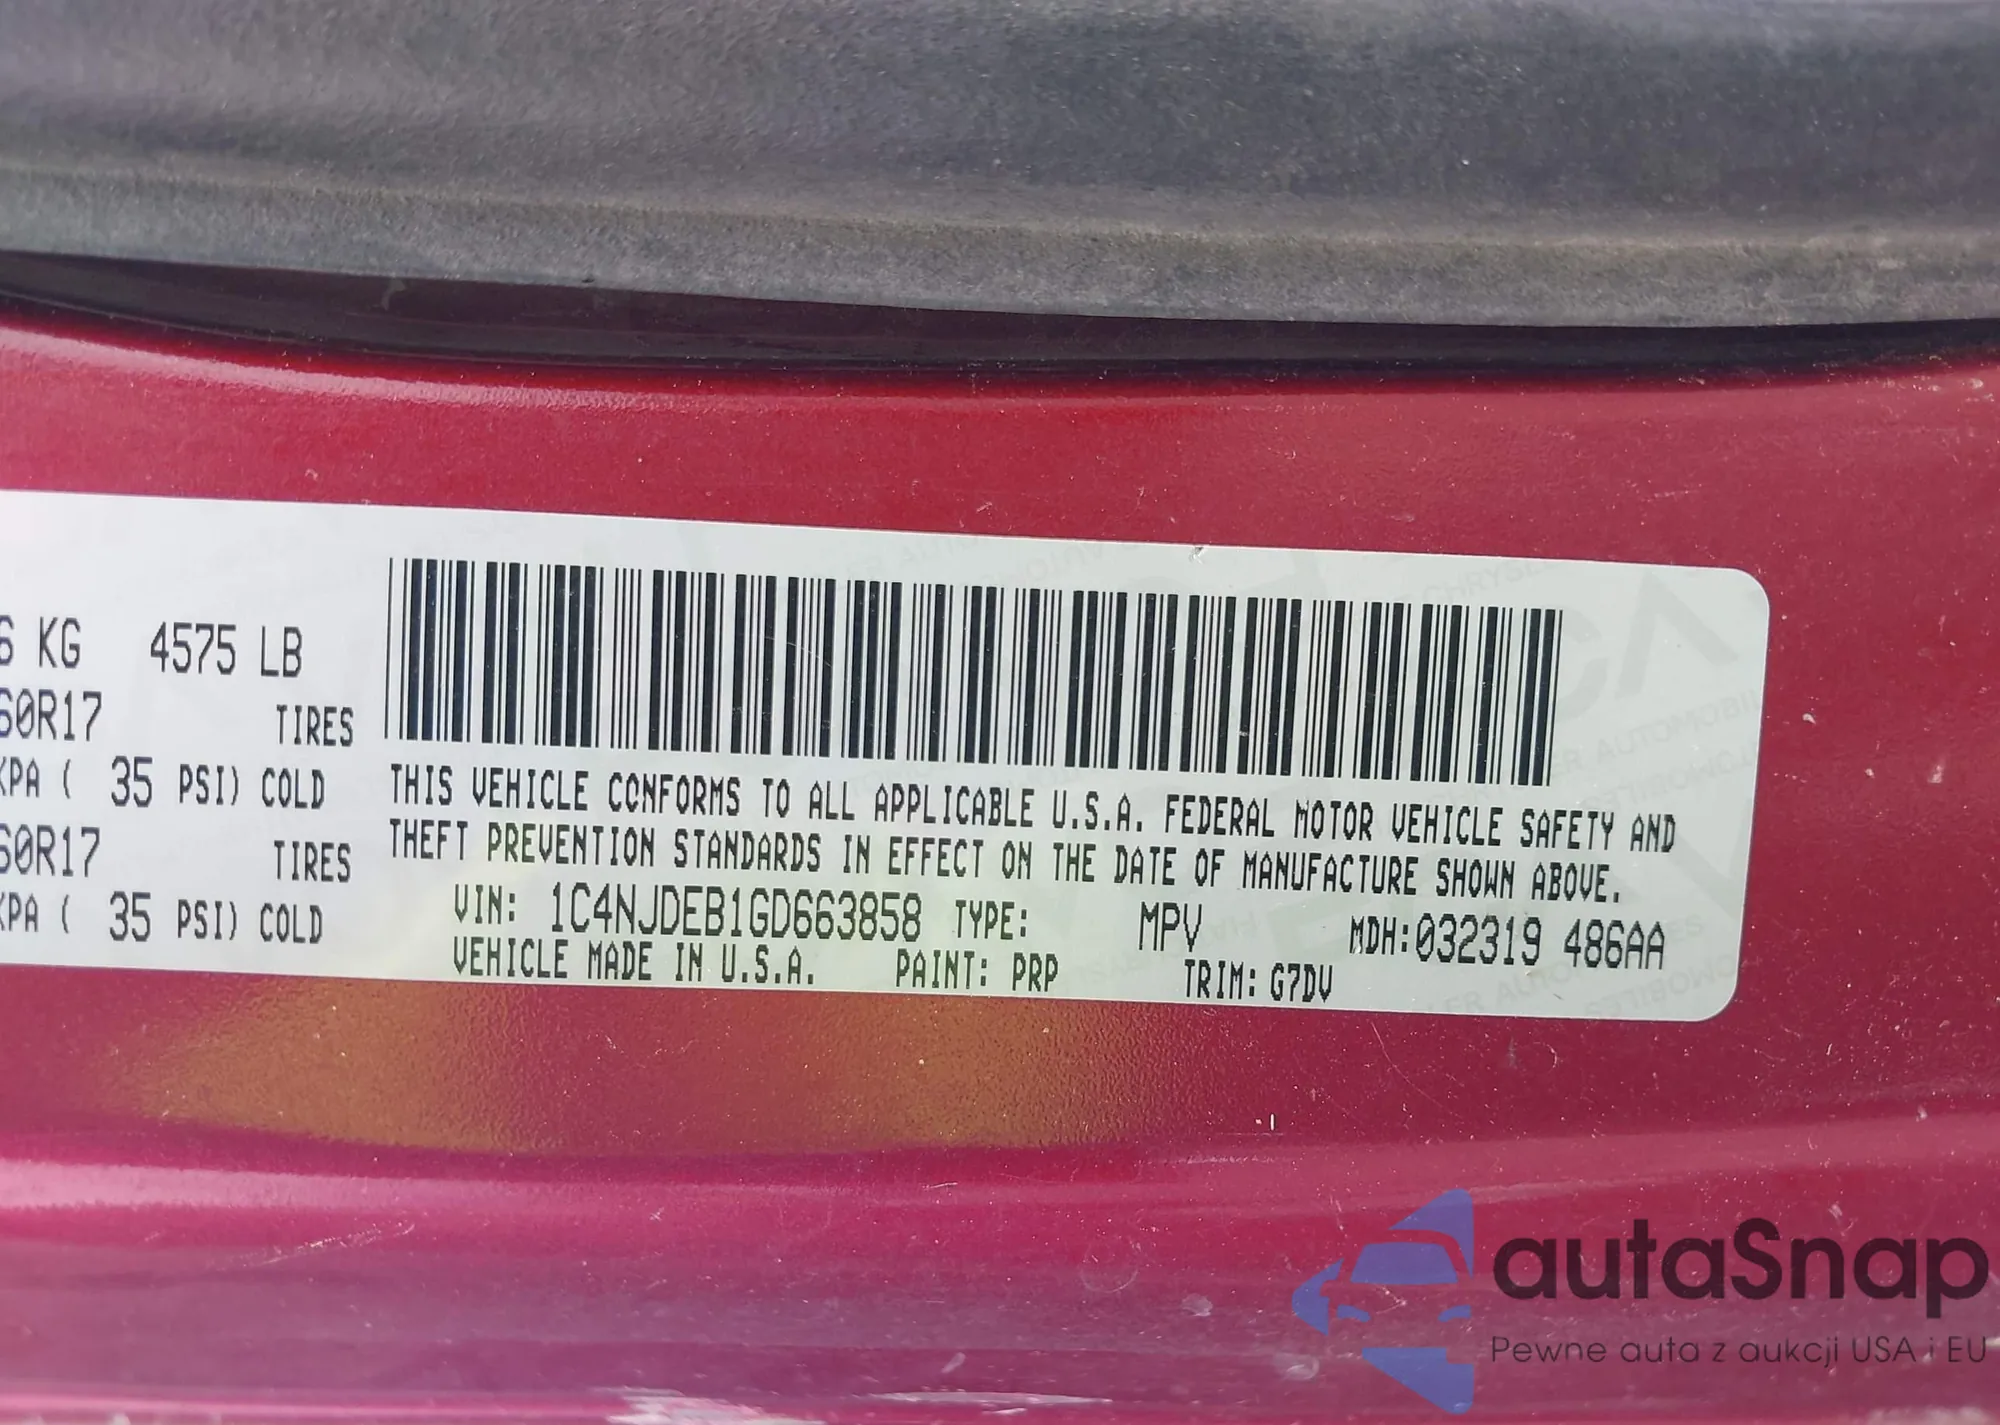 6 KG 4575 LB
60R17 TIRES
KPA ( 35 PSI) COLD
60R17 TIRES
KPA ( 35 PSI) COLD
THIS VEHICLE CONFORMS TO ALL APPLICABLE U.S.A. FEDERAL MOTOR VEHICLE SAFETY AND
THEFT PREVENTION STANDARDS IN EFFECT ON THE DATE OF MANUFACTURE SHOWN ABOVE.
VIN: 1C4NJDEB1GD663858 TYPE: MPV MDH:032319 486AA
VEHICLE MADE IN U.S.A. PAINT: PRP TRIM: G7DV
autaSnap
Pewne auta z aukcji USA i EU